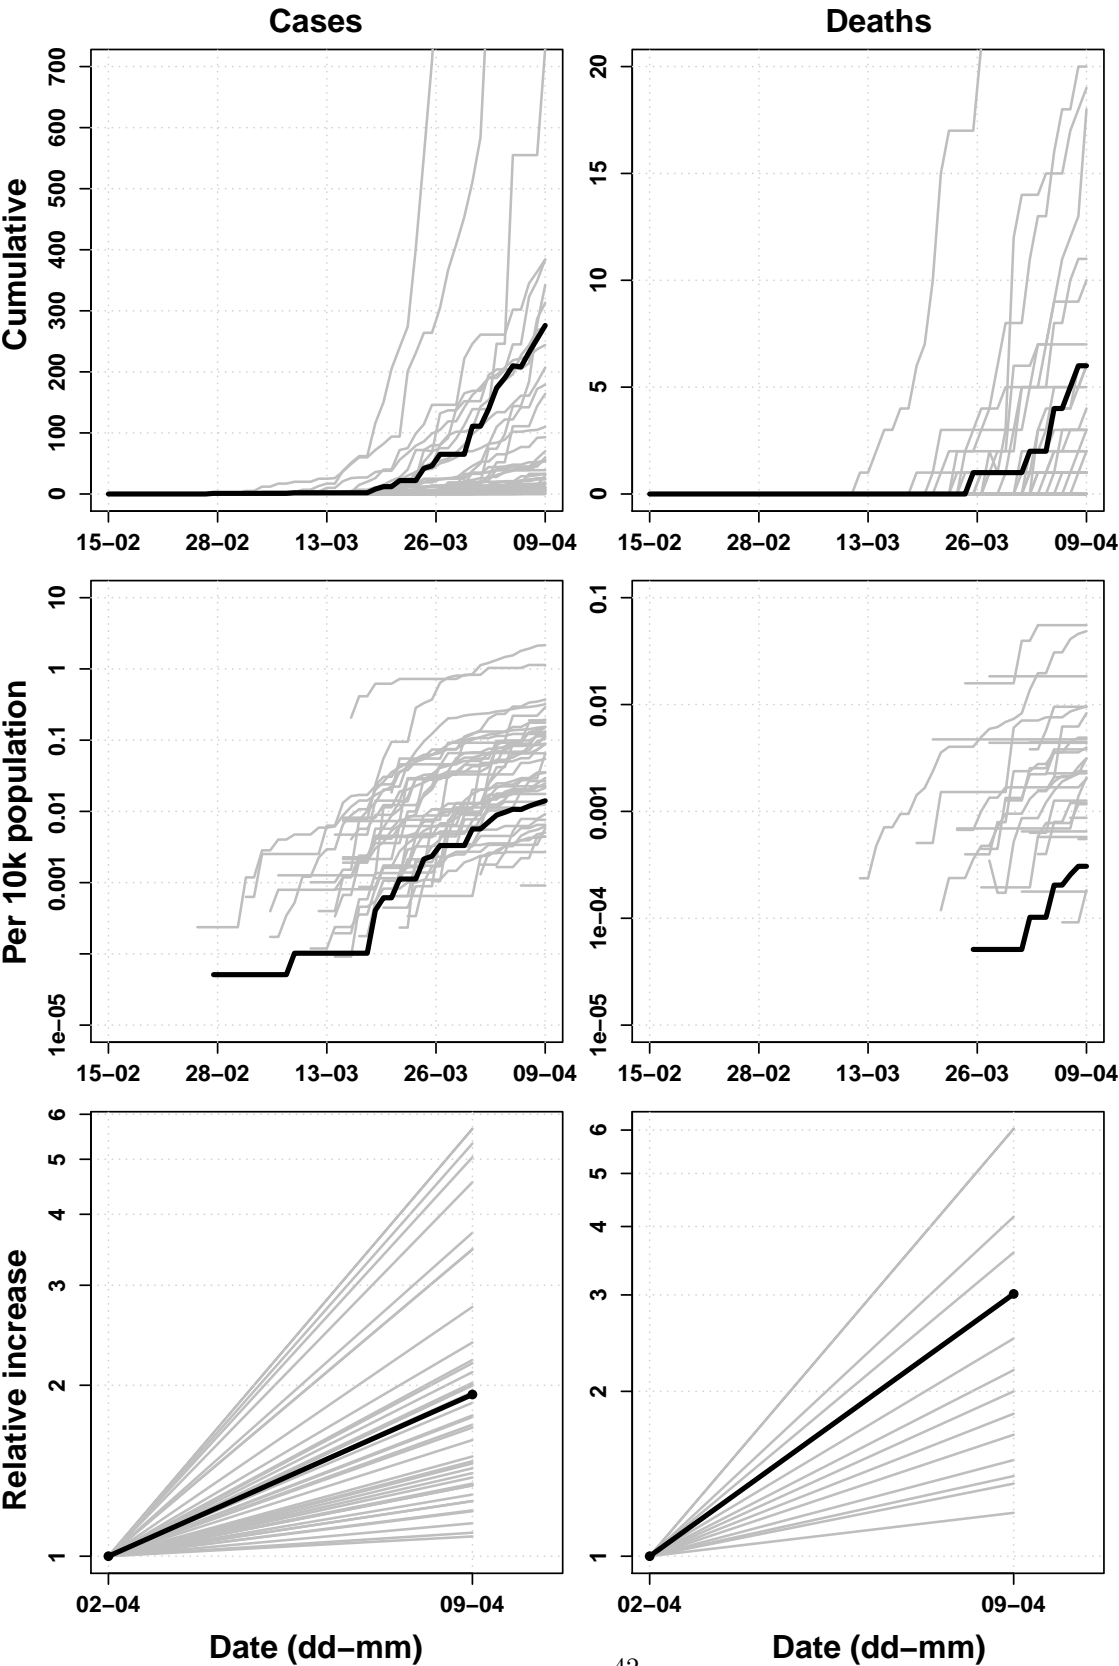 Cases
Deaths
Cumulative
0 100 200 300 400 500 600 700
15−02 28−02 13−03 26−03 09−04
0 5 10 15 20
15−02 28−02 13−03 26−03 09−04
Per 10k population
1e−05 0.001 0.01 0.1 1 10
15−02 28−02 13−03 26−03 09−04
1e−05 1e−04 0.001 0.01 0.1
15−02 28−02 13−03 26−03 09−04
Relative increase
1 2 3 4 5 6
02−04 09−04
1 2 3 4 5 6
02−04 09−04
Date (dd−mm)
Date (dd−mm)